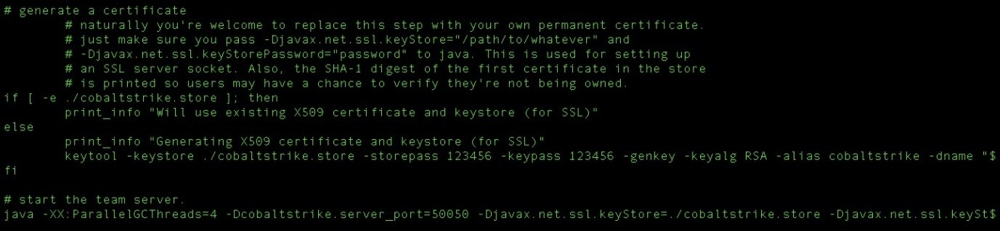 # generate a certificate
# naturally you're welcome to replace this step with your own permanent certificate.
# just make sure you pass -Djavax.net.ssl.keyStore="/path/to/whatever" and
# -Djavax.net.ssl.keyStorePassword="password" to java. This is used for setting up
# an SSL server socket. Also, the SHA-1 digest of the first certificate in the store
# is printed so users may have a chance to verify they're not being owned.
if [ -e ./cobaltstrike.store ]; then
print_info "Will use existing X509 certificate and keystore (for SSL)"
else
print_info "Generating X509 certificate and keystore (for SSL)"
keytool -keystore ./cobaltstrike.store -storepass 123456 -keypass 123456 -genkey -keyalg RSA -alias cobaltstrike -dname "$
fi
# start the team server.
java -XX:ParallelGCThreads=4 -Dcobaltstrike.server_port=50050 -Djavax.net.ssl.keyStore=./cobaltstrike.store -Djavax.net.ssl.keySt$